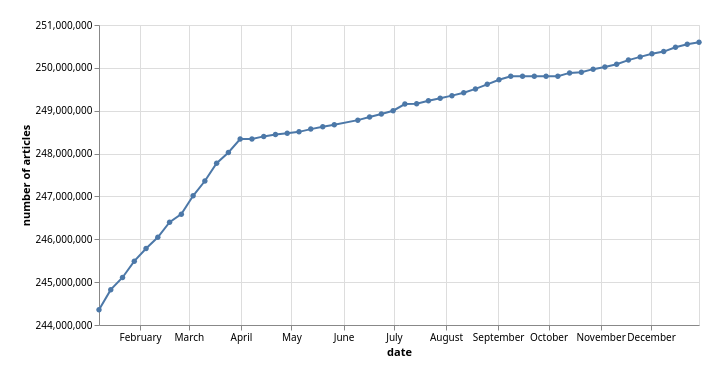 251,000,000
250,000,000
249,000,000
248,000,000
247,000,000
246,000,000
245,000,000
244,000,000
number of articles
February March April May June July August September October November December
date